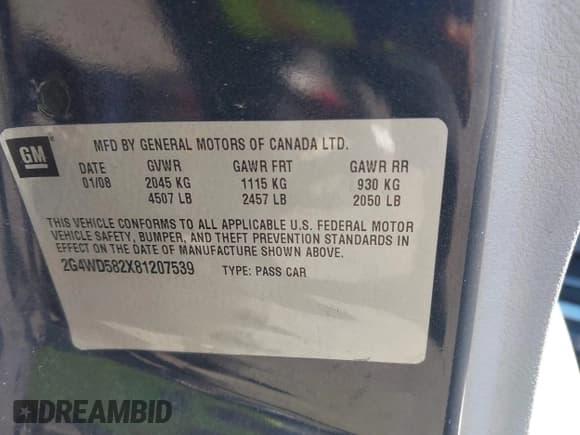 GM
MFD BY GENERAL MOTORS OF CANADA LTD.
DATE GVWR GAWR FRT GAWR RR
01/08 2045 KG 1115 KG 930 KG
4507 LB 2457 LB 2050 LB
THIS VEHICLE CONFORMS TO ALL APPLICABLE U.S. FEDERAL MOTOR
VEHICLE SAFETY, BUMPER, AND THEFT PREVENTION STANDARDS IN
EFFECT ON THE DATE OF MANUFACTURE SHOWN ABOVE.
2G4WD582X81207539 TYPE: PASS CAR
DREAMBID